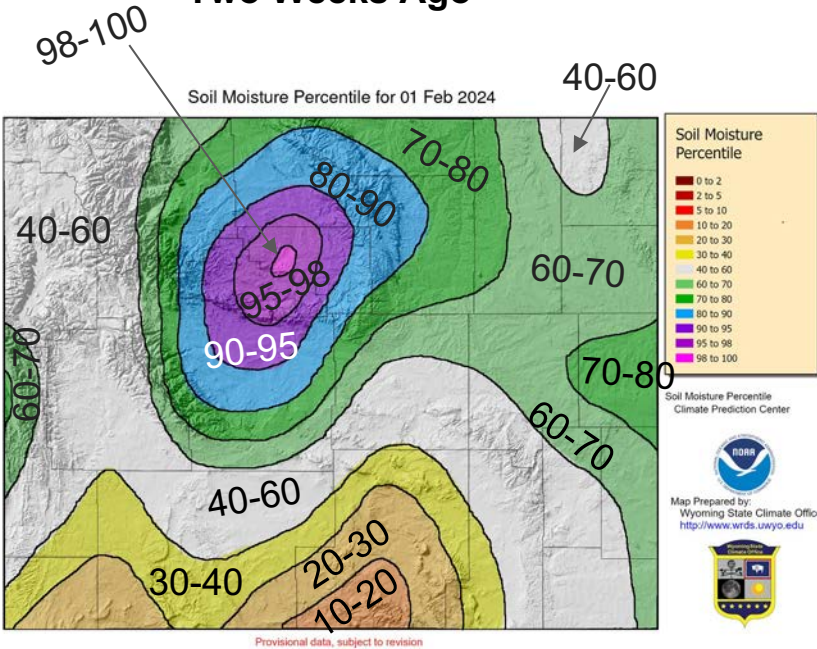 Two Weeks Ago
98-100
40-60
Soil Moisture Percentile for 01 Feb 2024
70-80
80-90
40-60
60-70
95-98
90-95
60-70
70-80
60-70
40-60
20-30
30-40
10-20
Provisional data, subject to revision
Soil Moisture
Percentile
0 to 2
2 to 5
5 to 10
10 to 20
20 to 30
30 to 40
40 to 60
60 to 70
70 to 80
80 to 90
90 to 95
95 to 98
98 to 100
Soil Moisture Percentile
Climate Prediction Center
NOAA
Map Prepared by:
Wyoming State Climate Offic
http://www.wrds.uwyo.edu
Wyoming State
Climate Office